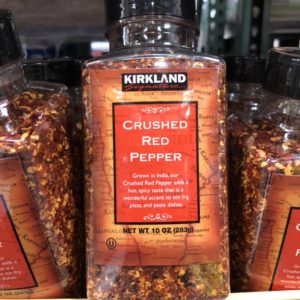 KIRKLAND
Signature
CRUSHED
RED
PEPPER
Grown in India, our
Crushed Red Pepper adds a
hot, spicy taste that is a
wonderful accent to stir fry,
pizza, and pasta dishes.
NET WT. 10 OZ (283g)